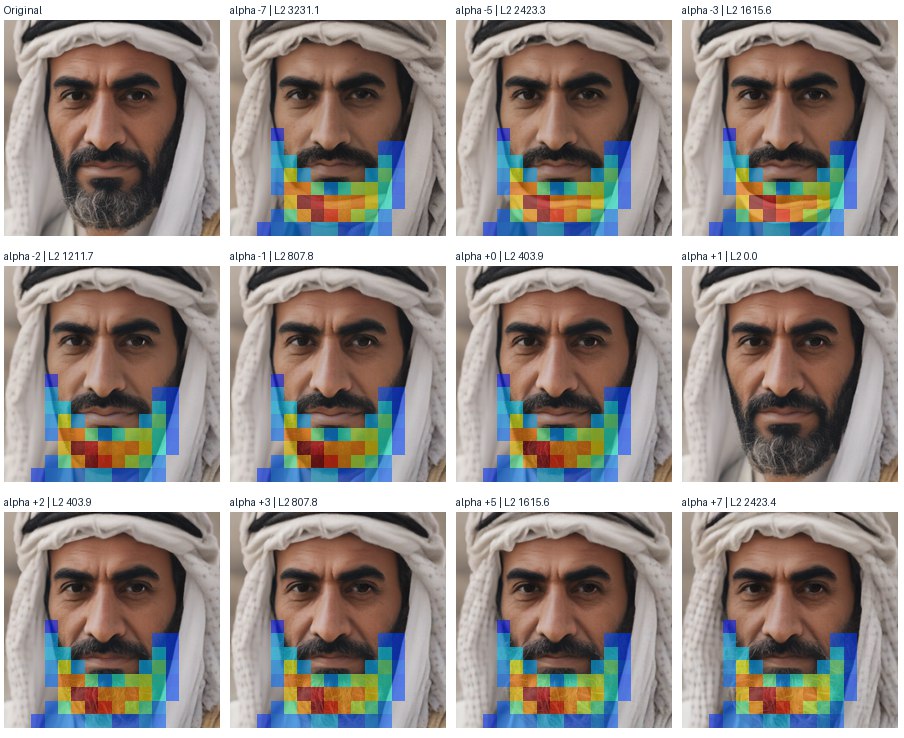 Original
alpha -7 | L2 3231.1
alpha -5 | L2 2423.3
alpha -3 | L2 1615.6
alpha -2 | L2 1211.7
alpha -1 | L2 807.8
alpha +0 | L2 403.9
alpha +1 | L2 0.0
alpha +2 | L2 403.9
alpha +3 | L2 807.8
alpha +5 | L2 1615.6
alpha +7 | L2 2423.4